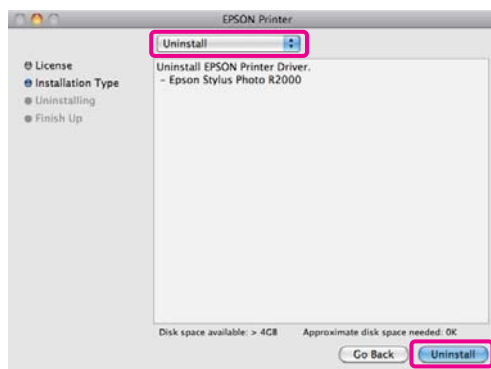 EPSON Printer
Uninstall
License
Installation Type
Uninstalling
Finish Up
Uninstall EPSON Printer Driver.
- Epson Stylus Photo R2000
Disk space available: > 4GB Approximate disk space needed: 0K
Go Back Uninstall